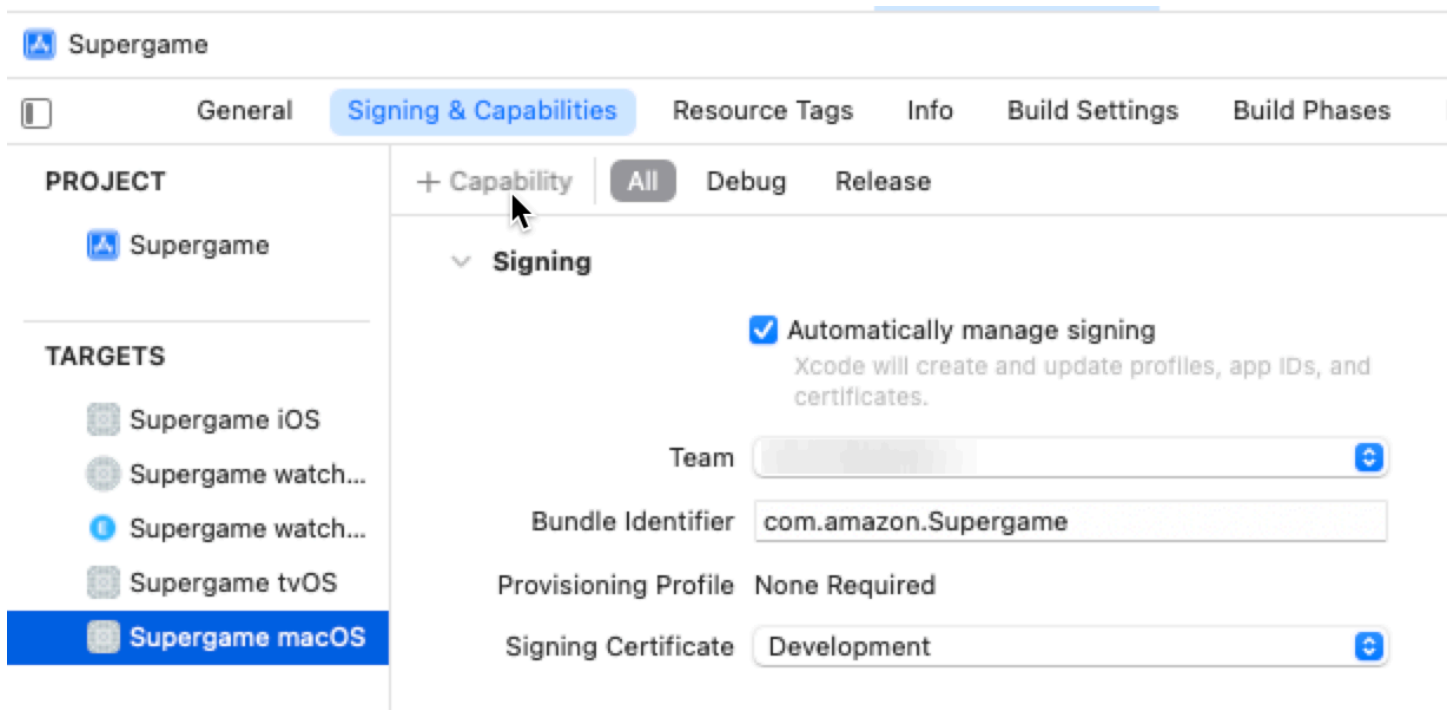 Supergame
General Signing & Capabilities Resource Tags Info Build Settings Build Phases
PROJECT
+ Capability All Debug Release
Supergame
Signing
Automatically manage signing
Xcode will create and update profiles, app IDs, and
certificates.
TARGETS
Supergame iOS
Supergame watch...
Supergame watch...
Supergame tvOS
Supergame macOS
Team
Bundle Identifier com.amazon.Supergame
Provisioning Profile None Required
Signing Certificate Development